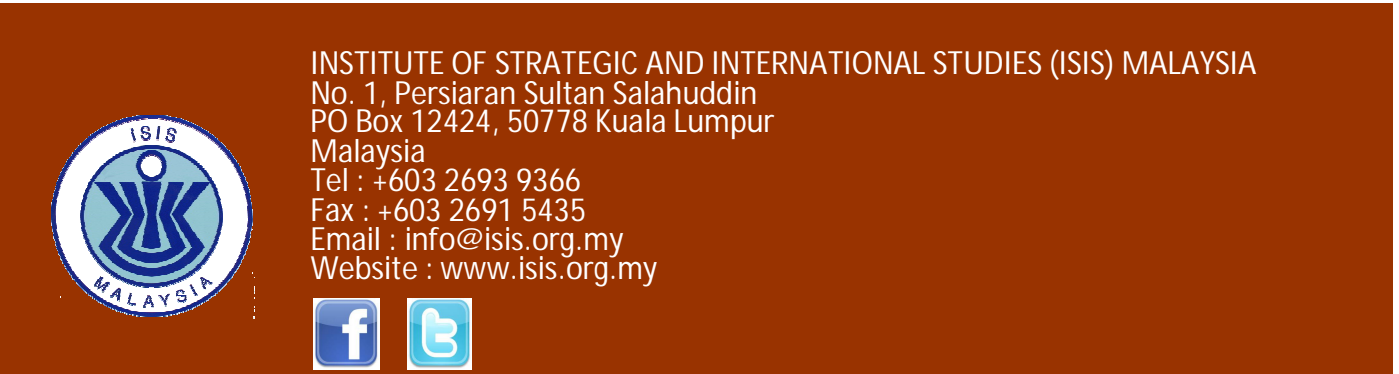 INSTITUTE OF STRATEGIC AND INTERNATIONAL STUDIES (ISIS) MALAYSIA
No. 1, Persiaran Sultan Salahuddin
PO Box 12424, 50778 Kuala Lumpur
Malaysia
Tel : +603 2693 9366
Fax : +603 2691 5435
Email : info@isis.org.my
Website : www.isis.org.my
ISIS
MALAYSIA
f
t